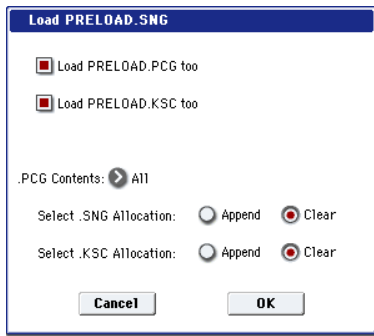 Load PRELOAD.SNG
Load PRELOAD.PCG too
Load PRELOAD.KSC too
.PCG Contents: All
Select .SNG Allocation: Append Clear
Select .KSC Allocation: Append Clear
Cancel OK